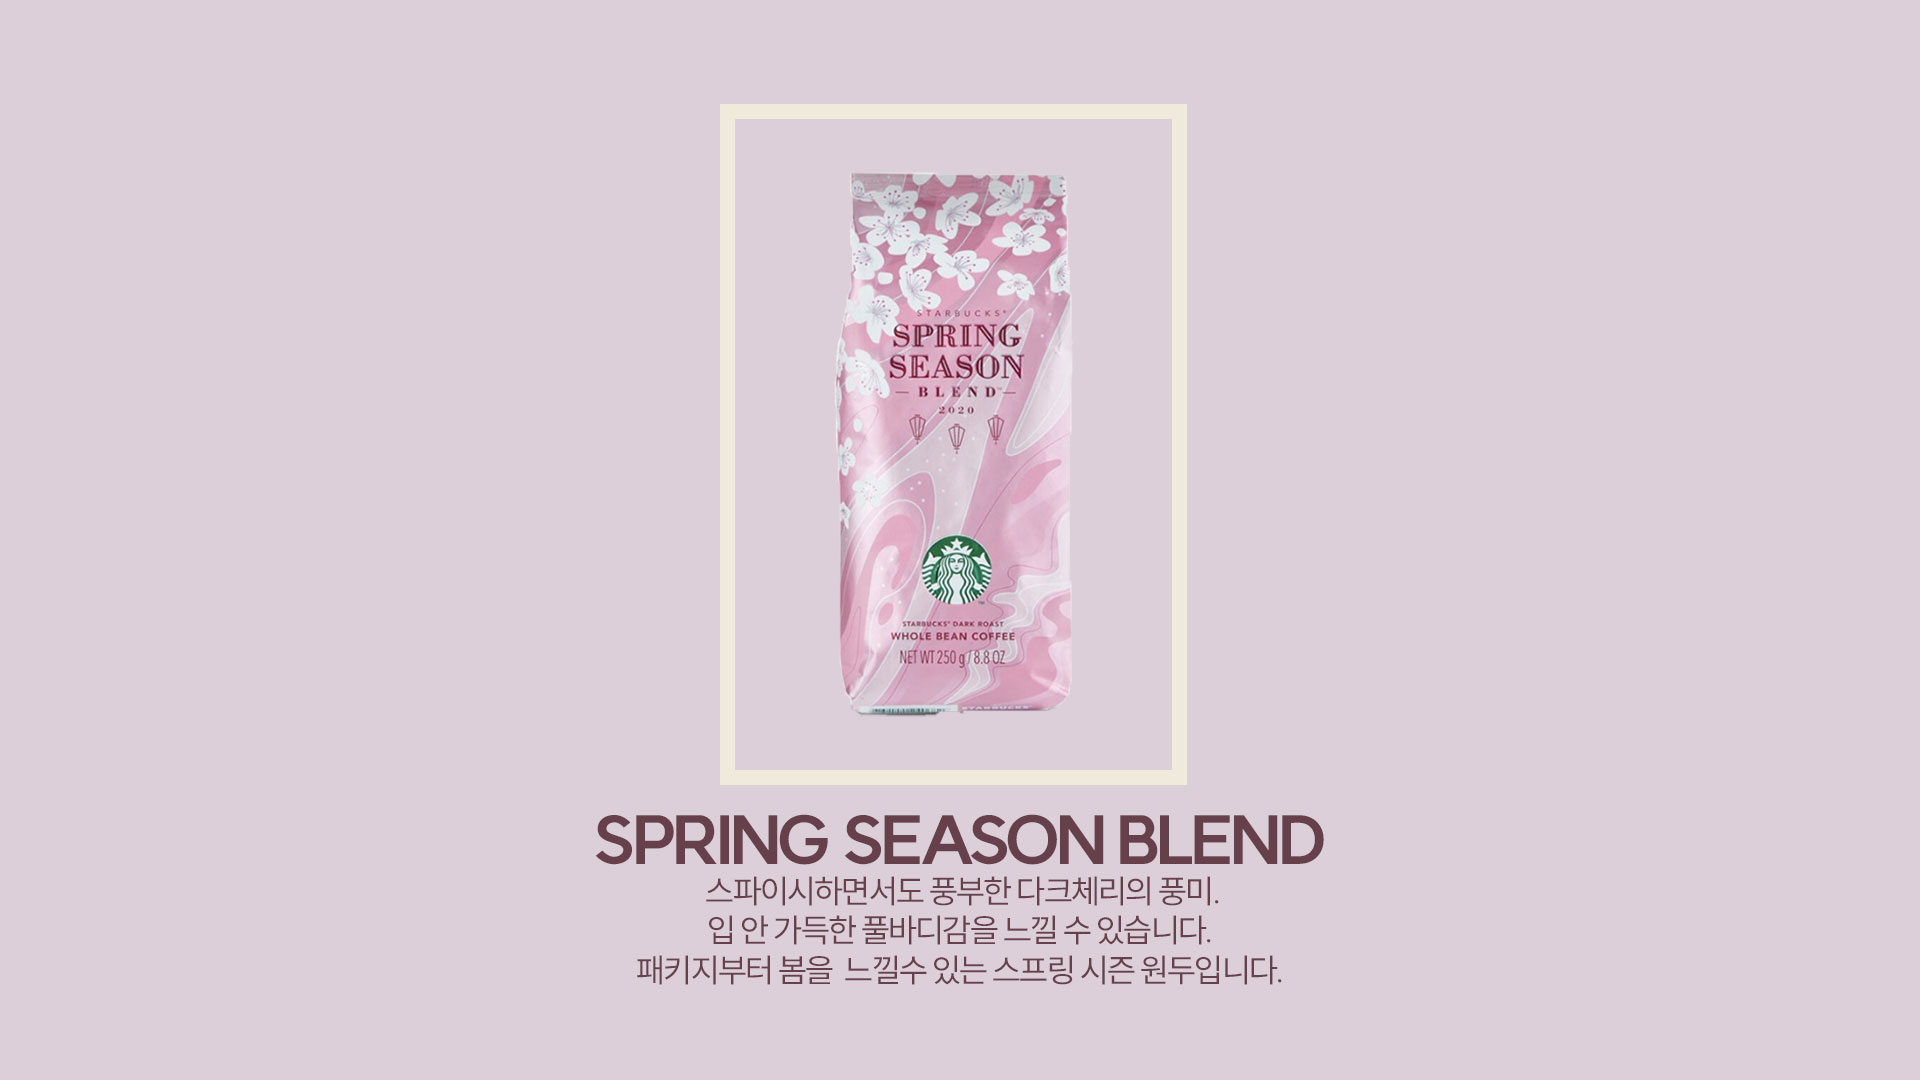 STARBUCKS®
SPRING
SEASON
BLEND™
2020
STARBUCKS® DARK ROAST
WHOLE BEAN COFFEE
NET WT 250 g / 8.8 OZ
SPRING SEASON BLEND
스파이시하면서도 풍부한 다크체리의 풍미.
입 안 가득한 풀바디감을 느낄 수 있습니다.
패키지부터 봄을 느낄수 있는 스프링 시즌 원두입니다.